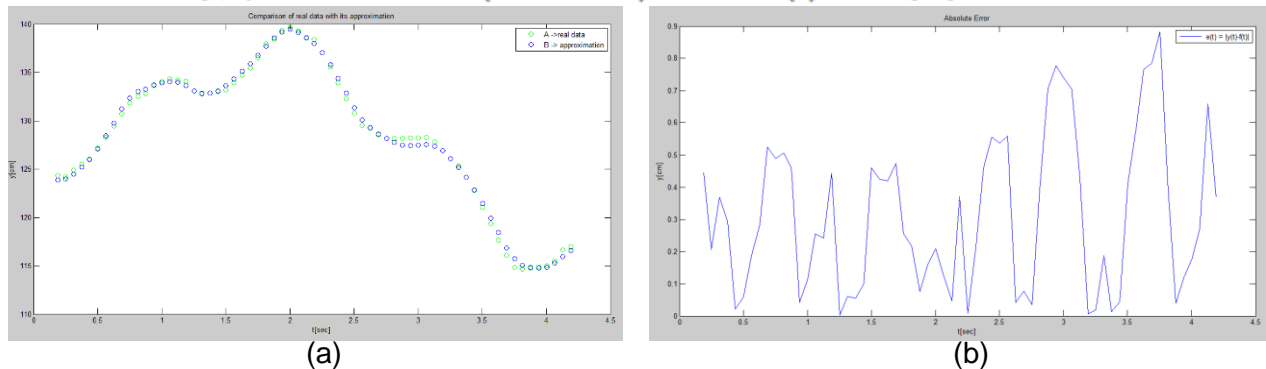 Comparison of real data with its approximation
A ->real data
B -> approximation
140
135
130
125
120
115
110
y[cm]
0 0.5 1 1.5 2 2.5 3 3.5 4 4.5
t[sec]
(a)
Absolute Error
e(t) = |y(t)-f(t)|
0.9
0.8
0.7
0.6
0.5
0.4
0.3
0.2
0.1
0
y[cm]
0 0.5 1 1.5 2 2.5 3 3.5 4 4.5
t[sec]
(b)